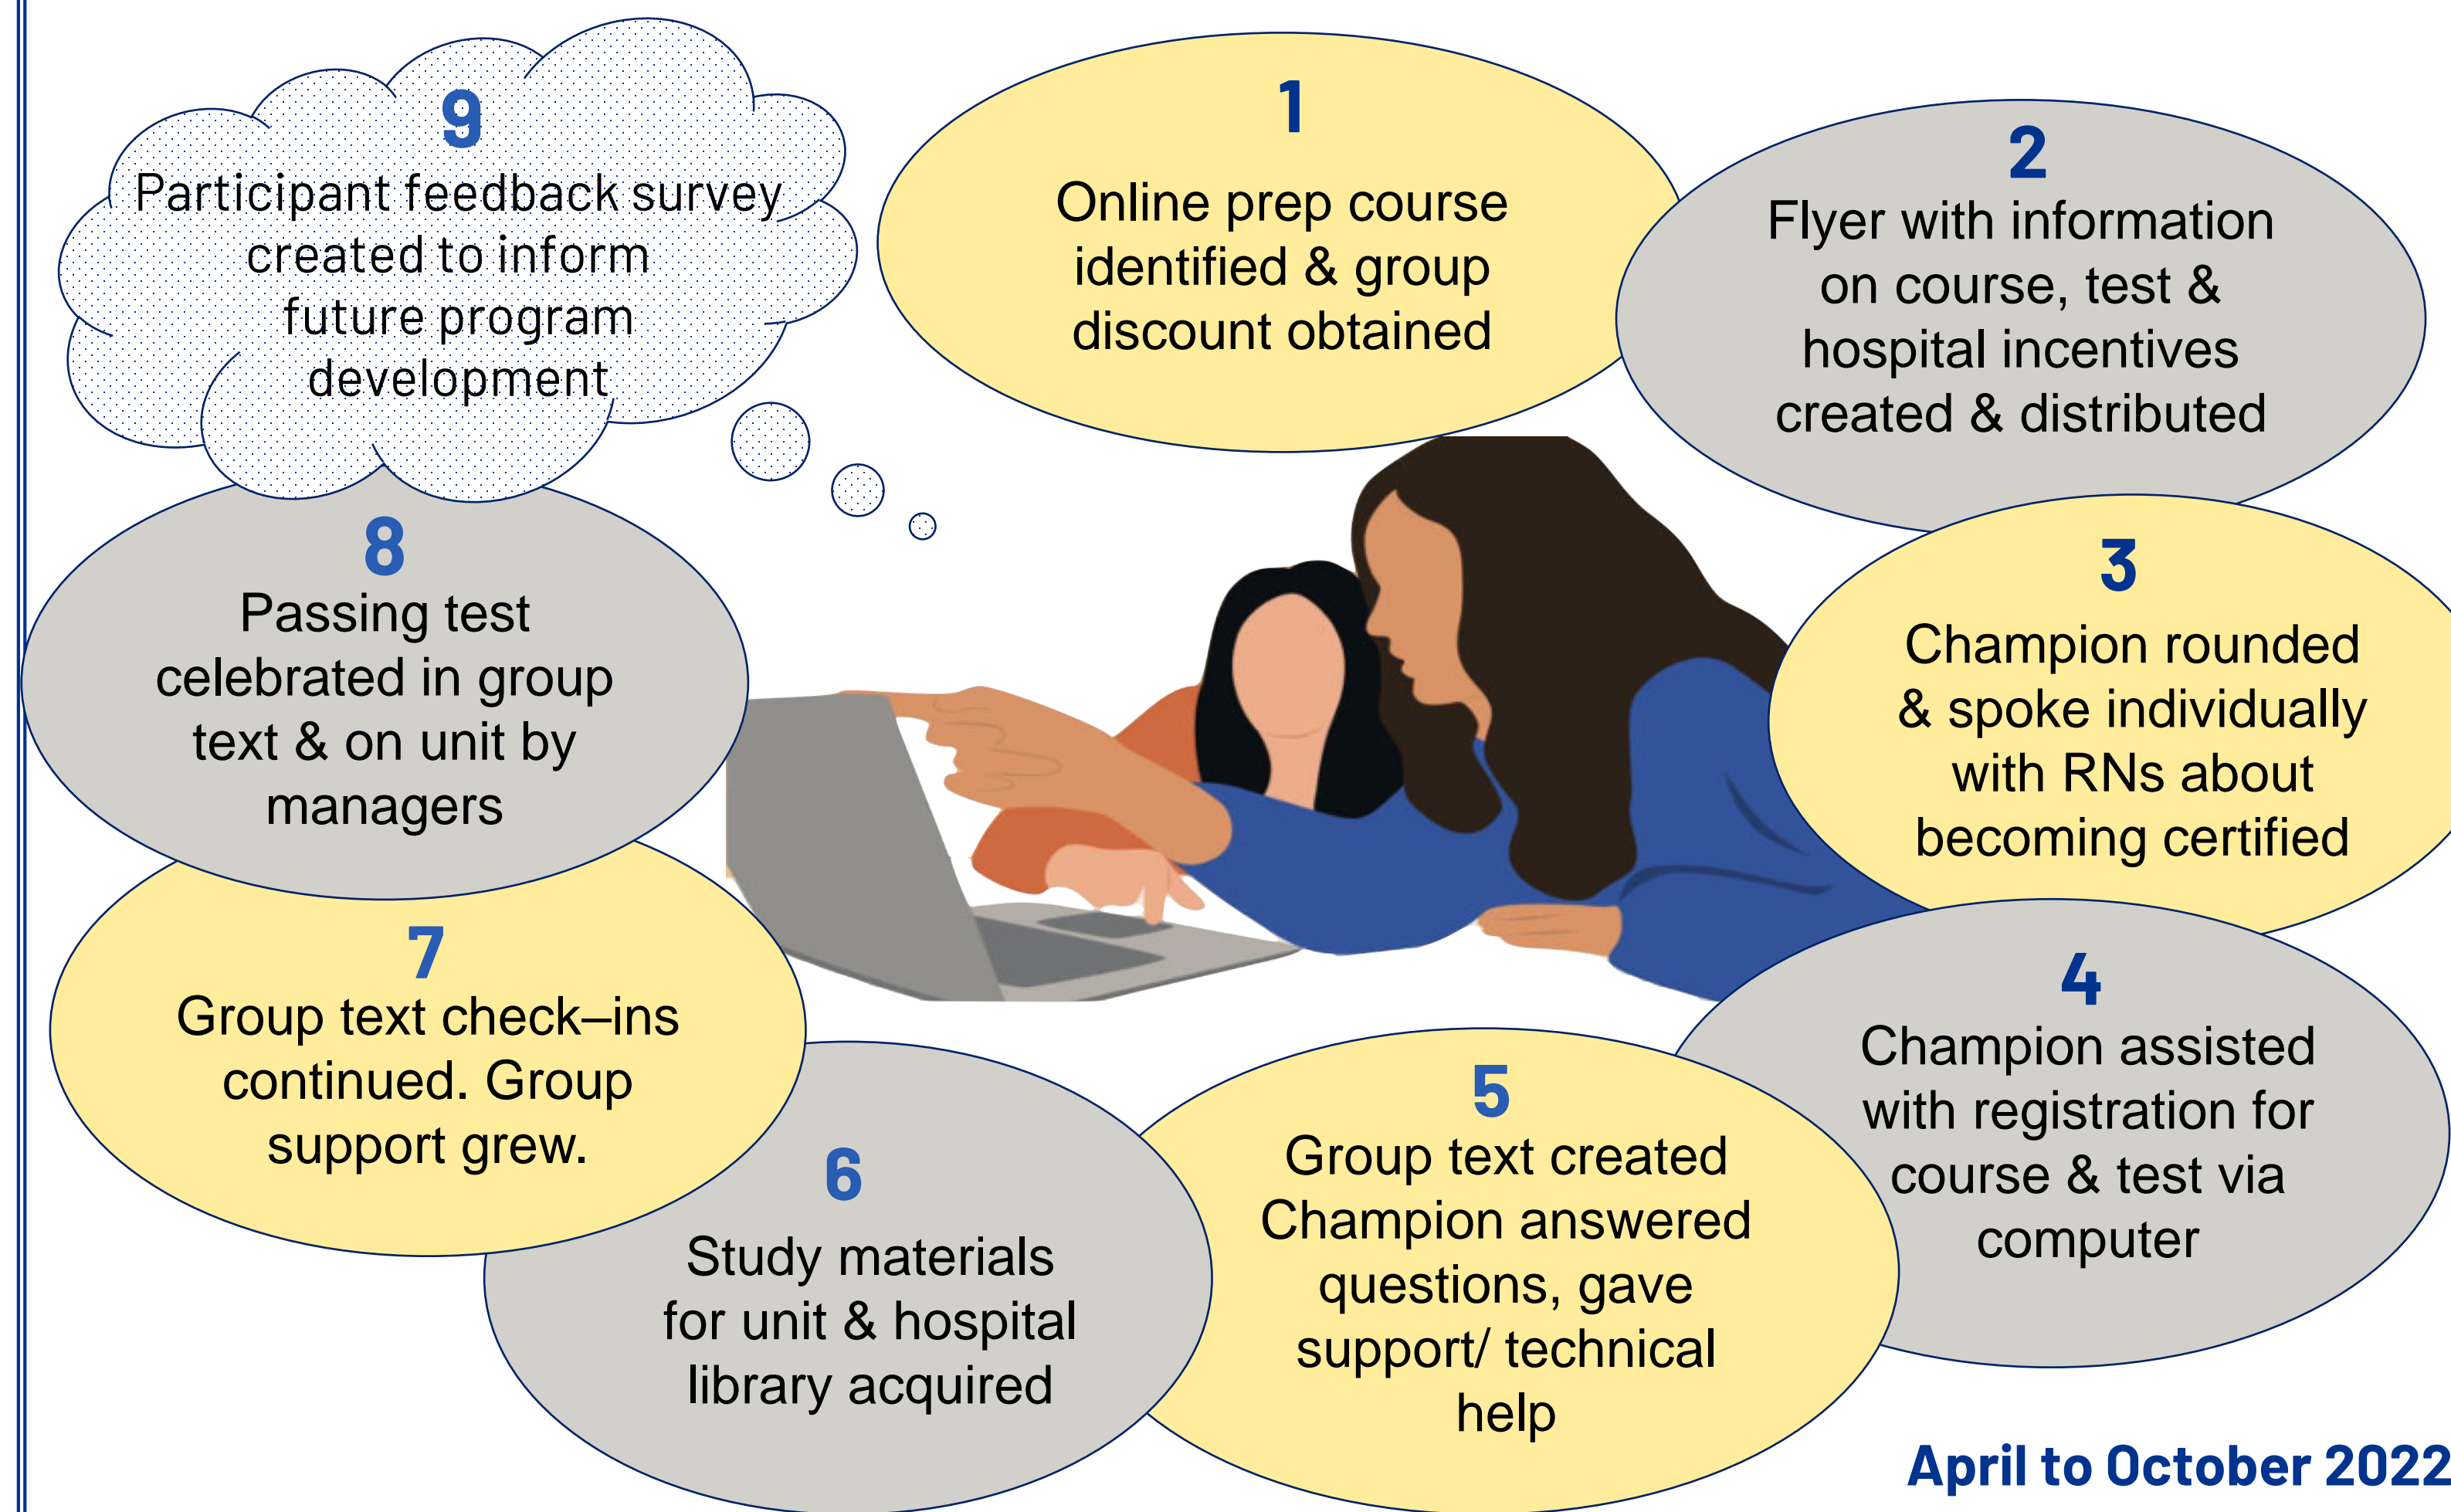 1
Online prep course
identified & group
discount obtained
2
Flyer with information
on course, test &
hospital incentives
created & distributed
3
Champion rounded
& spoke individually
with RNs about
becoming certified
4
Champion assisted
with registration for
course & test via
computer
5
Group text created
Champion answered
questions, gave
support/ technical
help
6
Study materials
for unit & hospital
library acquired
7
Group text check–ins
continued. Group
support grew.
8
Passing test
celebrated in group
text & on unit by
managers
9
Participant feedback survey
created to inform
future program
development
April to October 2022